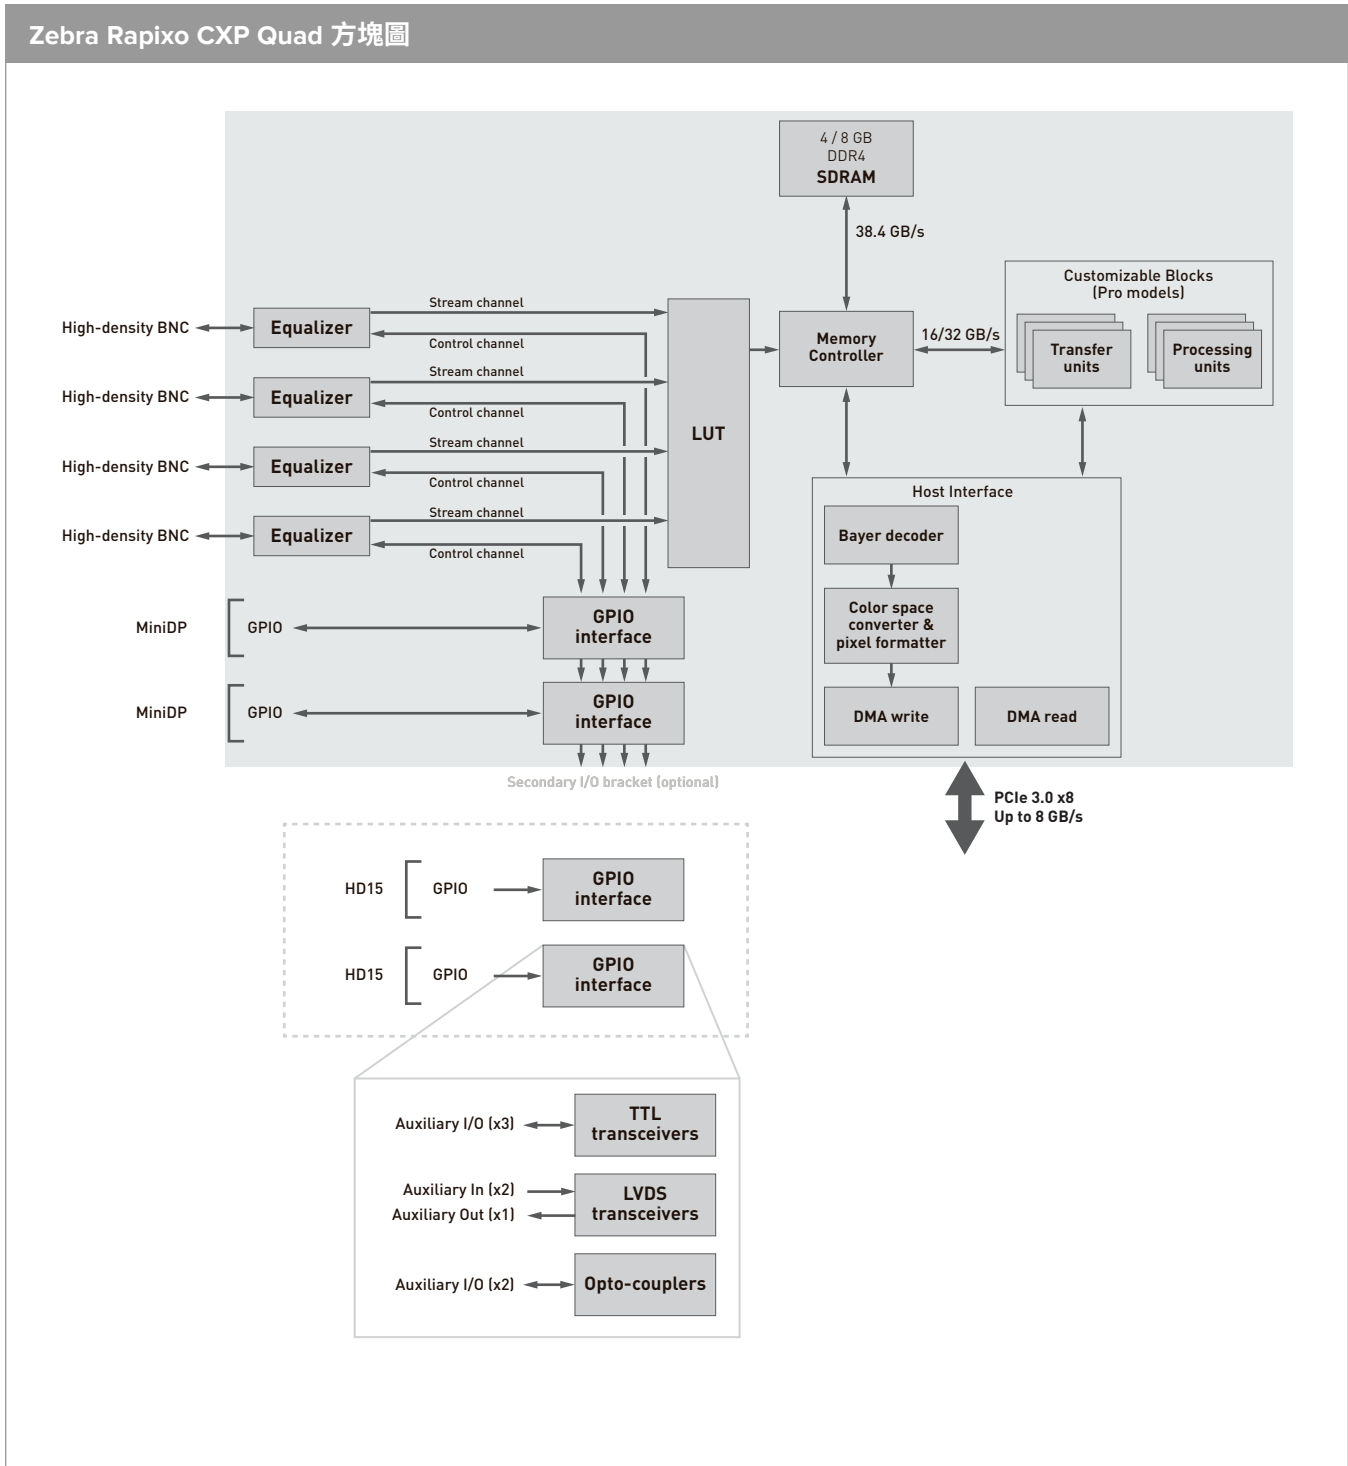 Zebra Rapixo CXP Quad 方塊圖
4 / 8 GB
DDR4
SDRAM
38.4 GB/s
Customizable Blocks
(Pro models)
Transfer
units
Processing
units
16/32 GB/s
Memory
Controller
High-density BNC
Equalizer
Stream channel
Control channel
High-density BNC
Equalizer
Stream channel
Control channel
High-density BNC
Equalizer
Stream channel
Control channel
High-density BNC
Equalizer
Stream channel
Control channel
LUT
Host Interface
Bayer decoder
Color space
converter &
pixel formatter
DMA write
DMA read
MiniDP
GPIO
GPIO
interface
MiniDP
GPIO
GPIO
interface
Secondary I/O bracket (optional)
PCIe 3.0 x8
Up to 8 GB/s
HD15
GPIO
GPIO
interface
HD15
GPIO
GPIO
interface
Auxiliary I/O (x3)
TTL
transceivers
Auxiliary In (x2)
Auxiliary Out (x1)
LVDS
transceivers
Auxiliary I/O (x2)
Opto-couplers